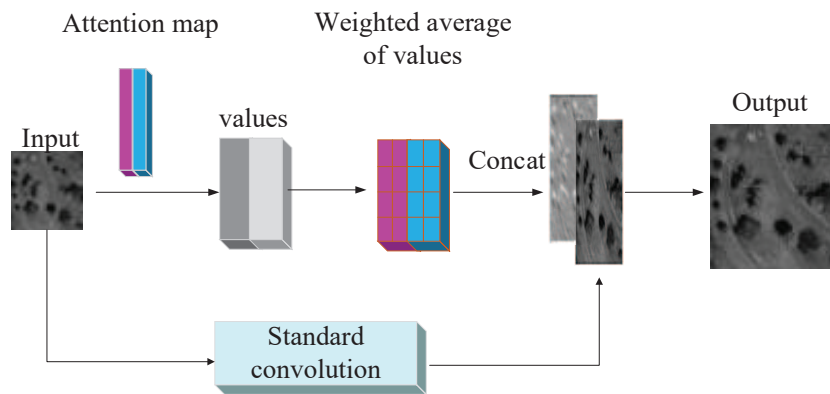 Attention map
Weighted average
of values
Input
values
Concat
Output
Standard
convolution